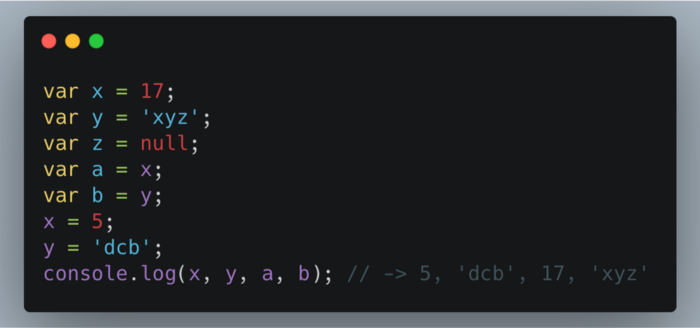 var x = 17;
var y = 'xyz';
var z = null;
var a = x;
var b = y;
x = 5;
y = 'dcb';
console.log(x, y, a, b); // -> 5, 'dcb', 17, 'xyz'